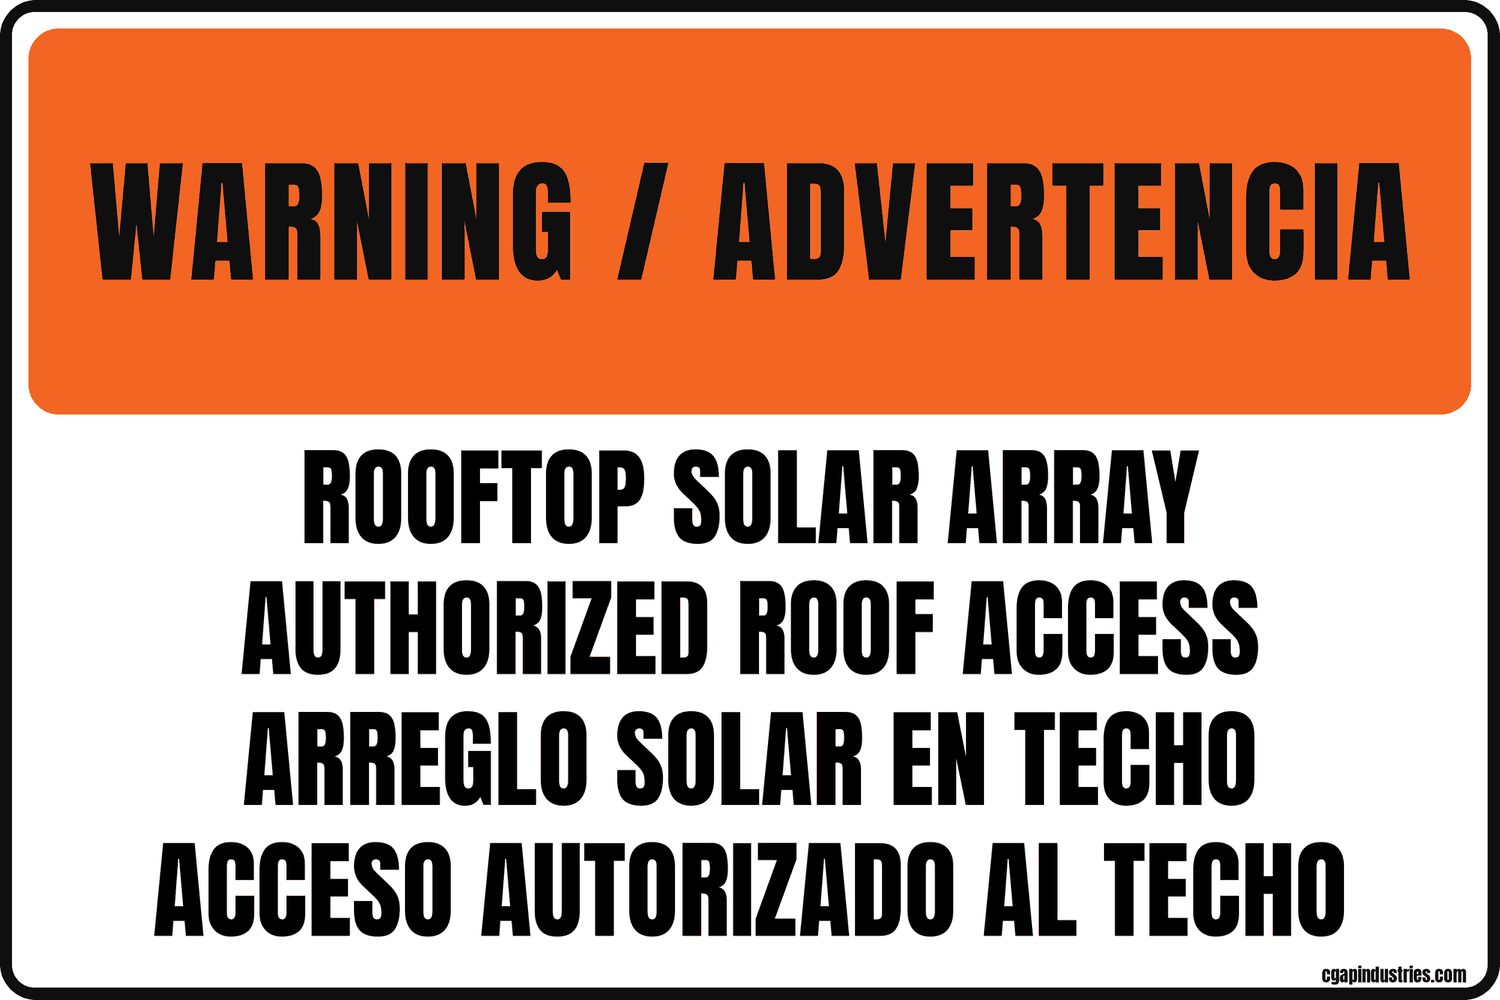 WARNING / ADVERTENCIA
ROOFTOP SOLAR ARRAY
AUTHORIZED ROOF ACCESS
ARREGLO SOLAR EN TECHO
ACCESO AUTORIZADO AL TECHO
cgapindustries.com